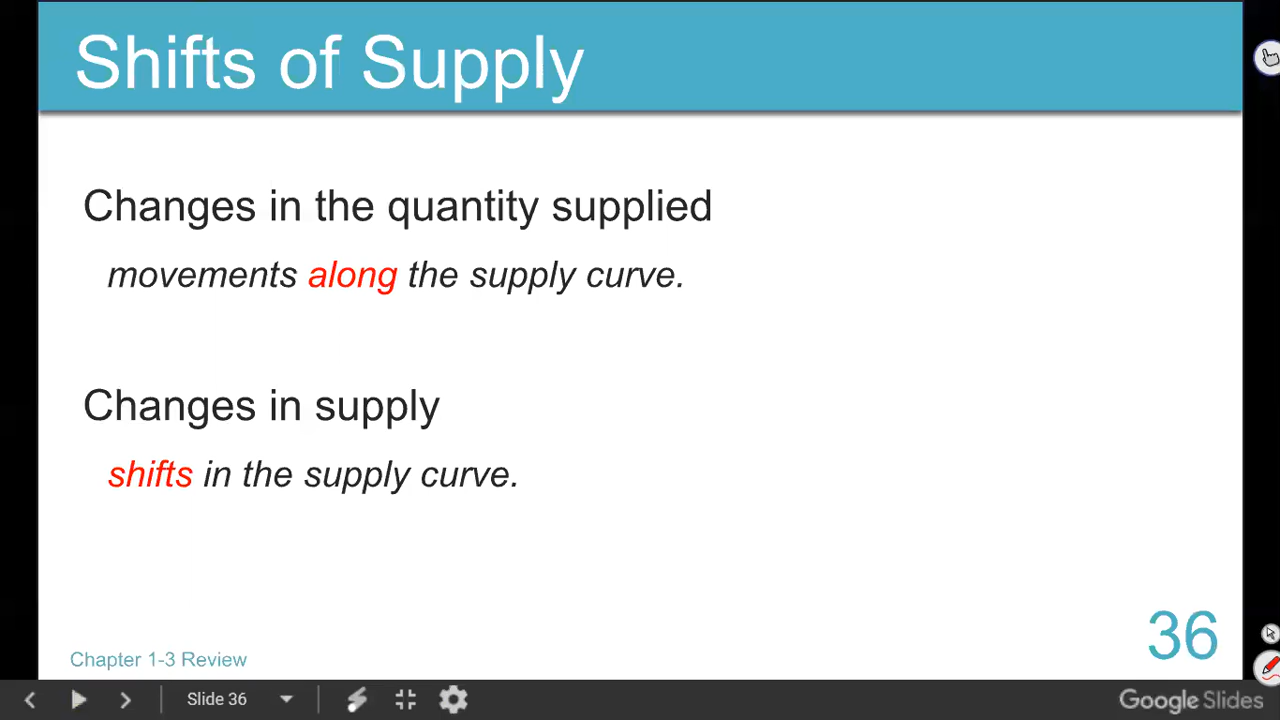 Shifts of Supply
Changes in the quantity supplied
movements along the supply curve.
Changes in supply
shifts in the supply curve.
36
Chapter 1-3 Review
Slide 36
Google Slides